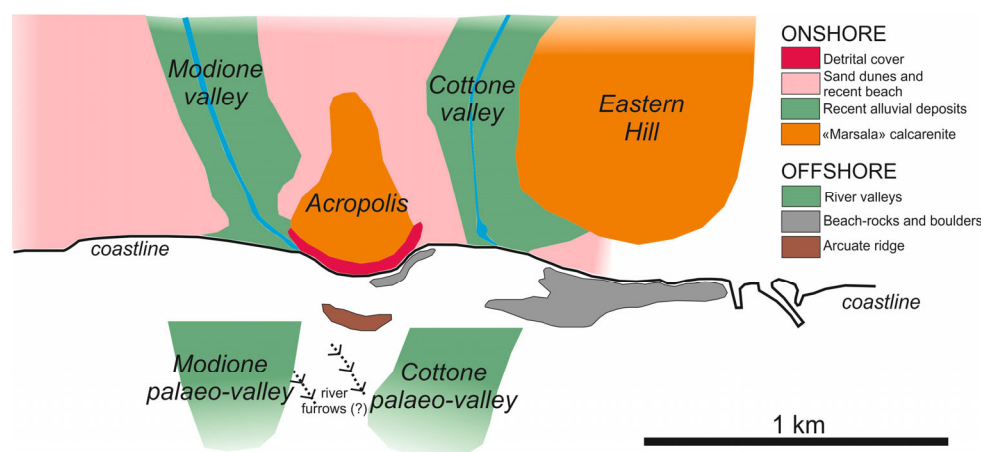 Modione
valley
Cottone
valley
Eastern
Hill
Acropolis
coastline
coastline
Modione
palaeo-valley
river
furrows (?)
Cottone
palaeo-valley
1 km
ONSHORE
Detrital cover
Sand dunes and
recent beach
Recent alluvial deposits
«Marsala» calcarenite
OFFSHORE
River valleys
Beach-rocks and boulders
Arcuate ridge